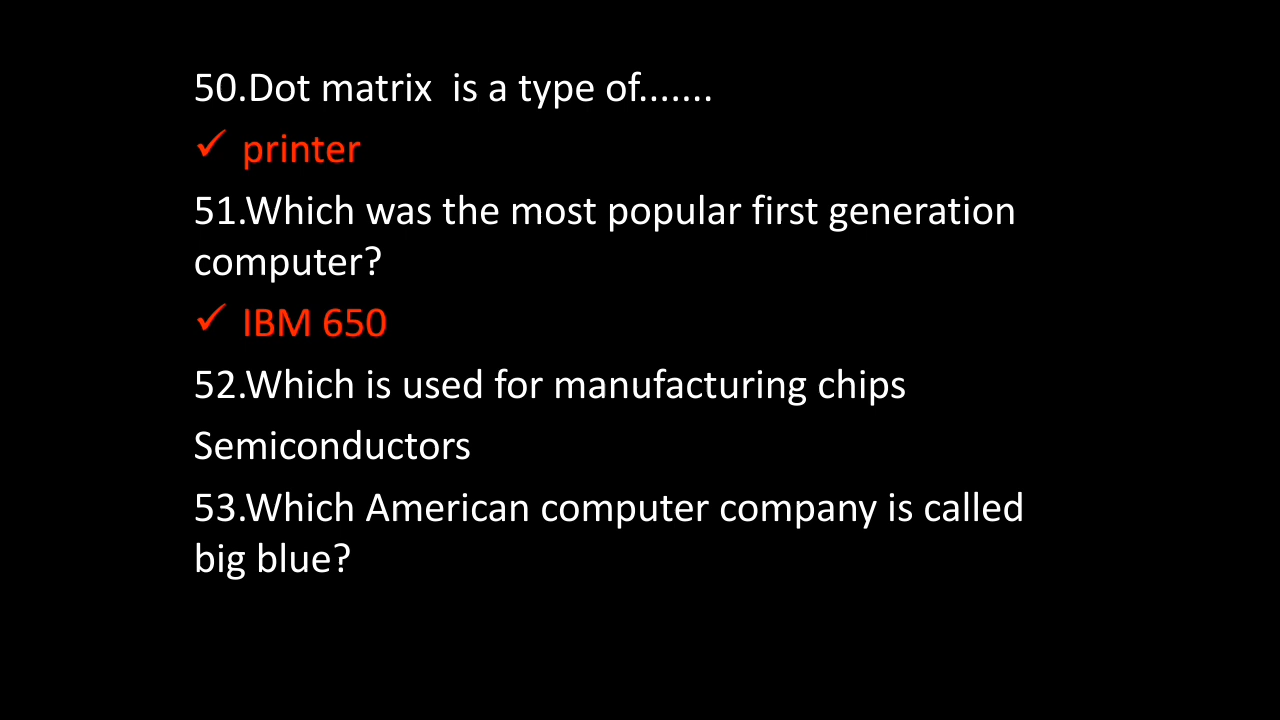 50.Dot matrix  is a type of.......
✓ printer
51.Which was the most popular first generation
computer?
✓ IBM 650
52.Which is used for manufacturing chips
Semiconductors
53.Which American computer company is called
big blue?